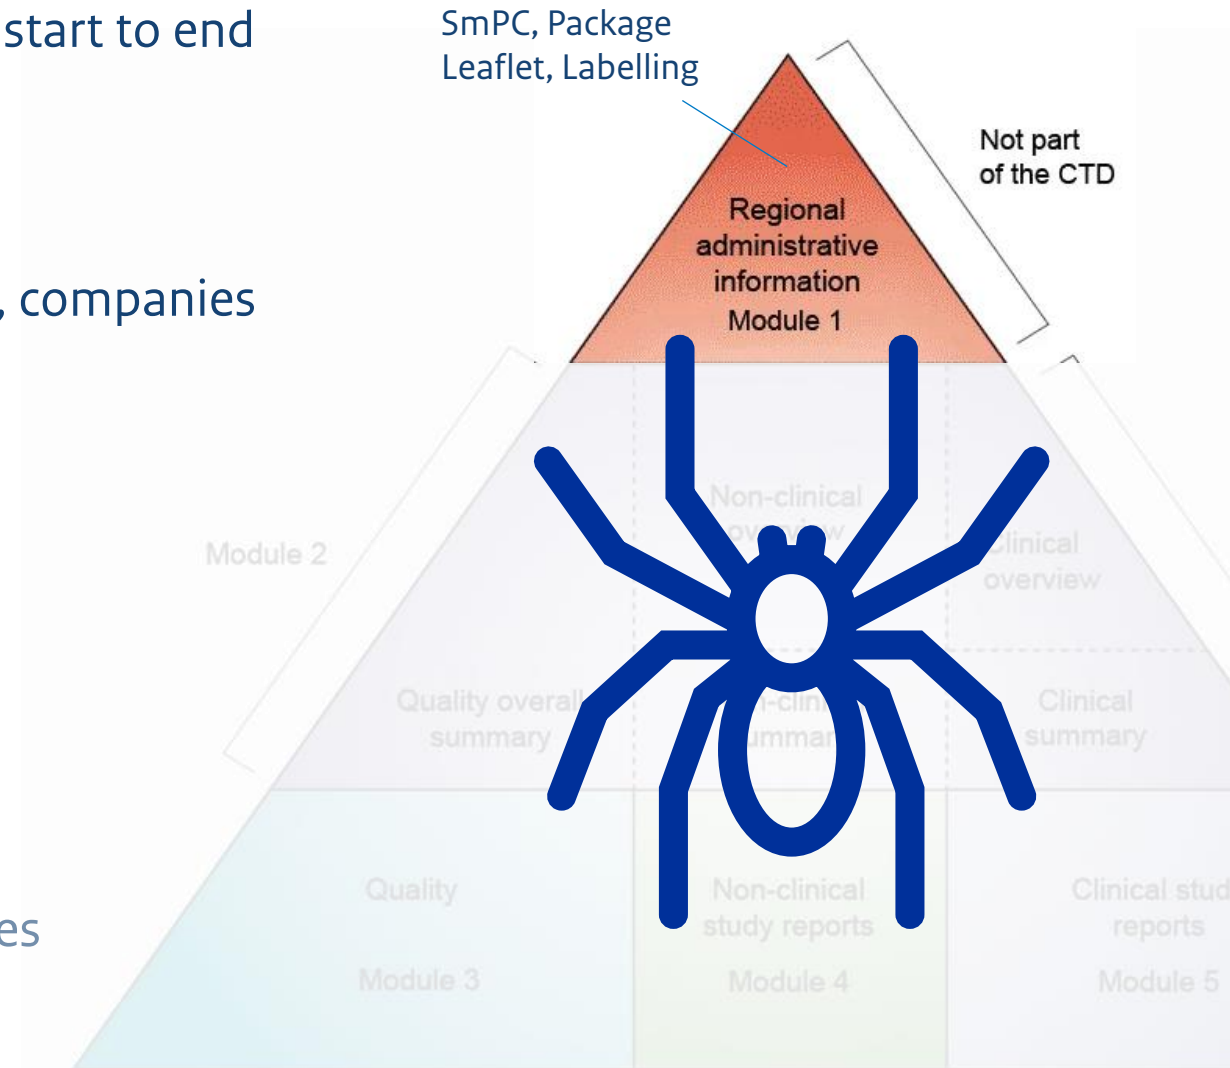 start to end
SmPC, Package
Leaflet, Labelling
Not part
of the CTD
Regional
administrative
information
Module 1
, companies
Non-clinical
Clinical
overview
Module 2
Quality overall
summary
Clinical
summary
Quality
Module 3
Non-clinical
study reports
Module 4
Clinical
reports
Module 5
es